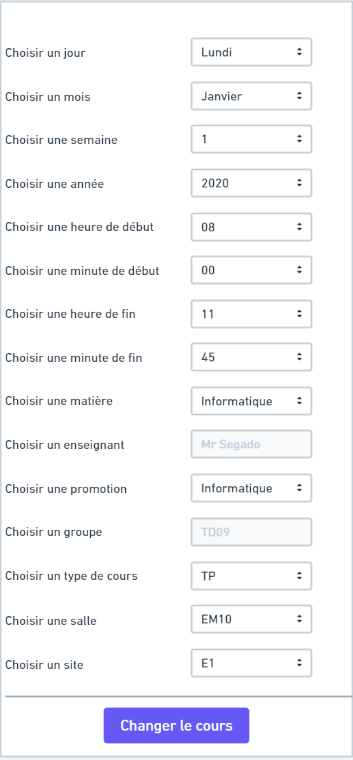 Choisir un jour Lundi
Choisir un mois Janvier
Choisir une semaine 1
Choisir une année 2020
Choisir une heure de début 08
Choisir une minute de début 00
Choisir une heure de fin 11
Choisir une minute de fin 45
Choisir une matière Informatique
Choisir un enseignant Mr Segado
Choisir une promotion Informatique
Choisir un groupe TD09
Choisir un type de cours TP
Choisir une salle EM10
Choisir un site E1
Changer le cours